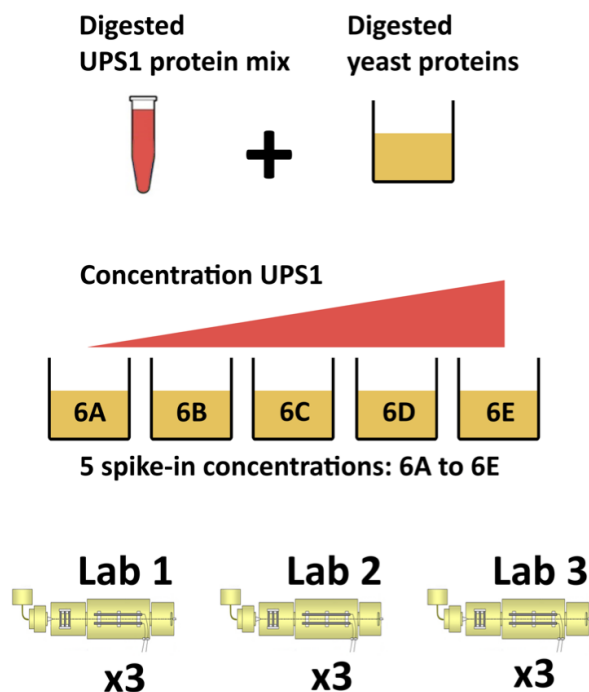 Digested
UPS1 protein mix
Digested
yeast proteins
+
Concentration UPS1
6A
6B
6C
6D
6E
5 spike-in concentrations: 6A to 6E
Lab 1
Lab 2
Lab 3
x3
x3
x3